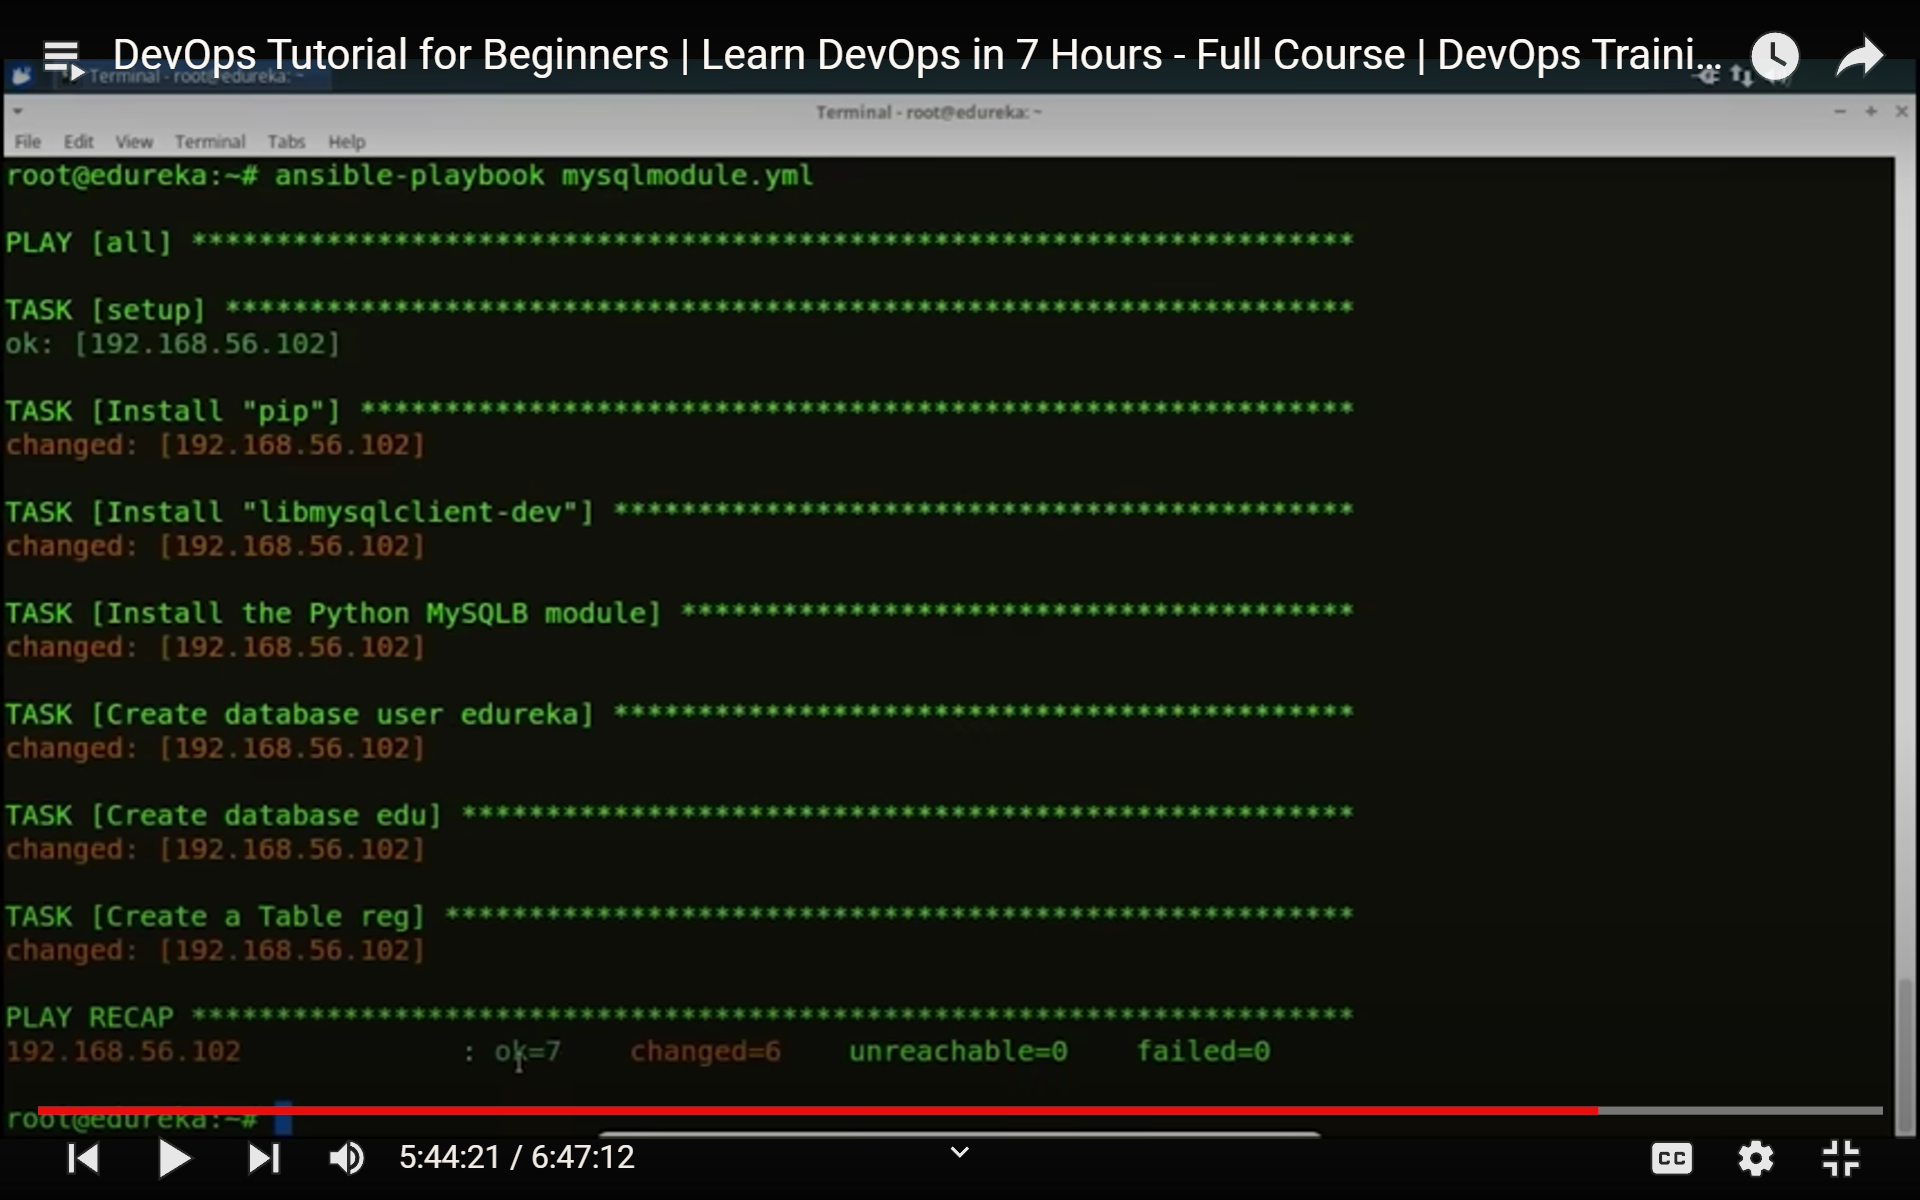 DevOps Tutorial for Beginners | Learn DevOps in 7 Hours - Full Course | DevOps Traini...
Terminal - root@edureka: ~
Terminal - root@edureka: ~
File Edit View Terminal Tabs Help
root@edureka:~# ansible-playbook mysqlmodule.yml
PLAY [all] *********************************************************************
TASK [setup] *******************************************************************
ok: [192.168.56.102]
TASK [Install "pip"] ***********************************************************
changed: [192.168.56.102]
TASK [Install "libmysqlclient-dev"] ********************************************
changed: [192.168.56.102]
TASK [Install the Python MySQLB module] ****************************************
changed: [192.168.56.102]
TASK [Create database user edureka] ********************************************
changed: [192.168.56.102]
TASK [Create database edu] *****************************************************
changed: [192.168.56.102]
TASK [Create a Table reg] ******************************************************
changed: [192.168.56.102]
PLAY RECAP *********************************************************************
192.168.56.102 : ok=7 changed=6 unreachable=0 failed=0
root@edureka:~#
5:44:21 / 6:47:12
CC